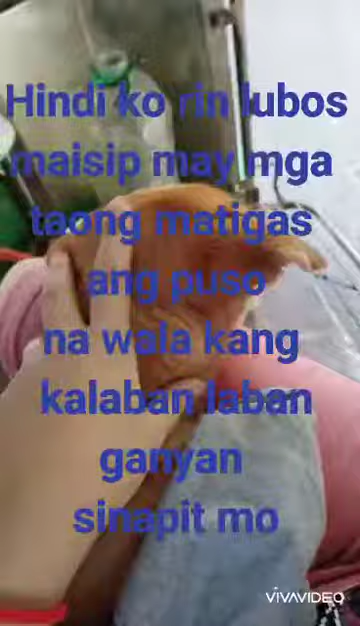 Hindi ko rin lubos
maisip may mga
taong matigas
ang puso
na wala kang
kalaban laban
ganyan
sinapit mo
VIVAVIDEO